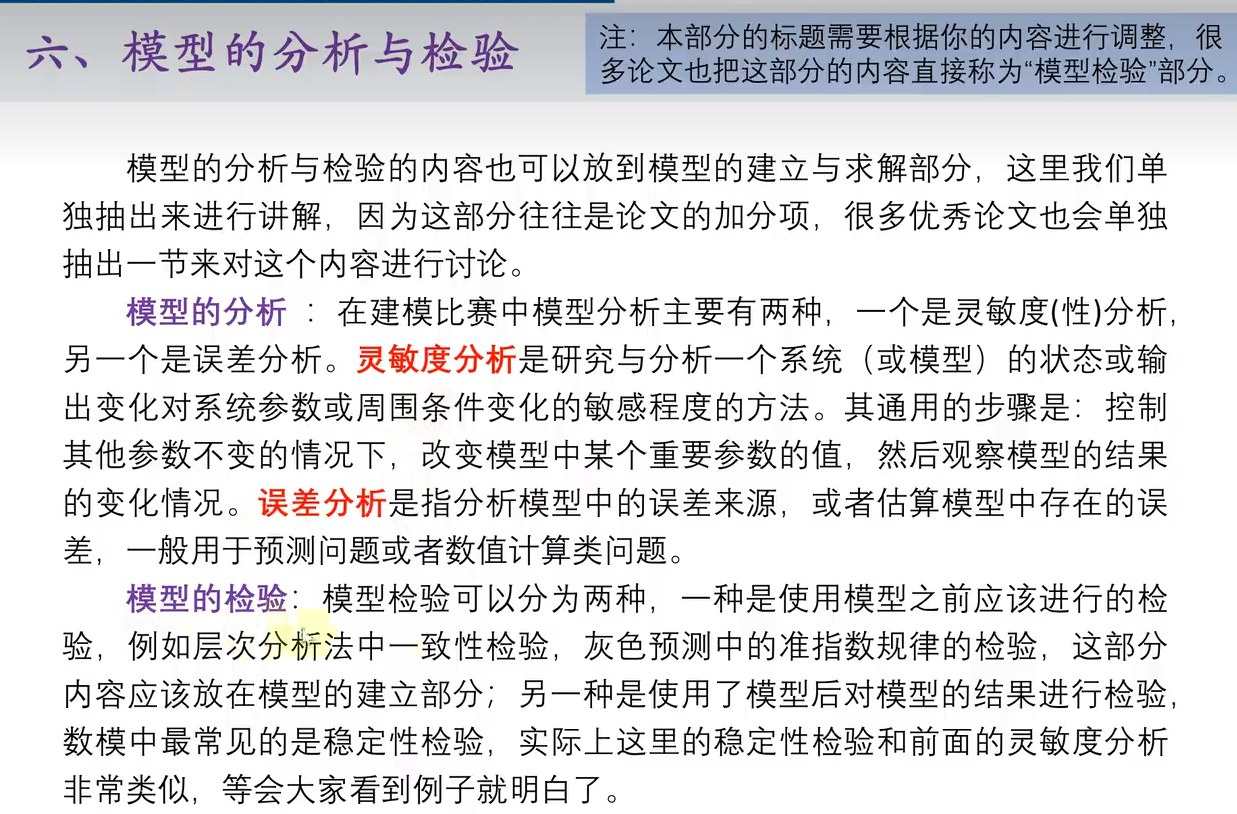 六、模型的分析与检验
注：本部分的标题需要根据你的内容进行调整，很
多论文也把这部分的内容直接称为“模型检验”部分。
模型的分析与检验的内容也可以放到模型的建立与求解部分，这里我们单
独抽出来进行讲解，因为这部分往往是论文的加分项，很多优秀论文也会单独
抽出一节来对这个内容进行讨论。
模型的分析 ：在建模比赛中模型分析主要有两种，一个是灵敏度(性)分析，
另一个是误差分析。灵敏度分析是研究与分析一个系统（或模型）的状态或输
出变化对系统参数或周围条件变化的敏感程度的方法。其通用的步骤是：控制
其他参数不变的情况下，改变模型中某个重要参数的值，然后观察模型的结果
的变化情况。误差分析是指分析模型中的误差来源，或者估算模型中存在的误
差，一般用于预测问题或者数值计算类问题。
模型的检验：模型检验可以分为两种，一种是使用模型之前应该进行的检
验，例如层次分析法中一致性检验，灰色预测中的准指数规律的检验，这部分
内容应该放在模型的建立部分；另一种是使用了模型后对模型的结果进行检验，
数模中最常见的是稳定性检验，实际上这里的稳定性检验和前面的灵敏度分析
非常类似，等会大家看到例子就明白了。